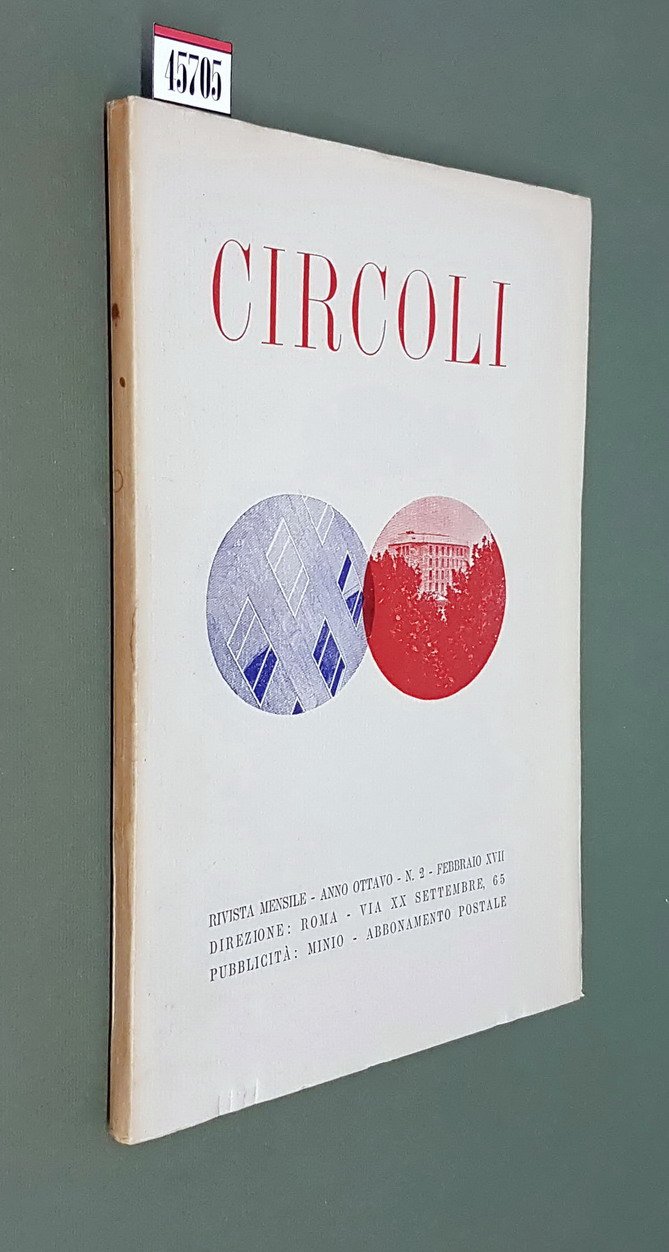 45705
CIRCOLI
RIVISTA MENSILE - ANNO OTTAVO - N. 2 - FEBBRAIO XVII
DIREZIONE: ROMA - VIA XX SETTEMBRE, 65
PUBBLICITÀ: MINIO - ABBONAMENTO POSTALE